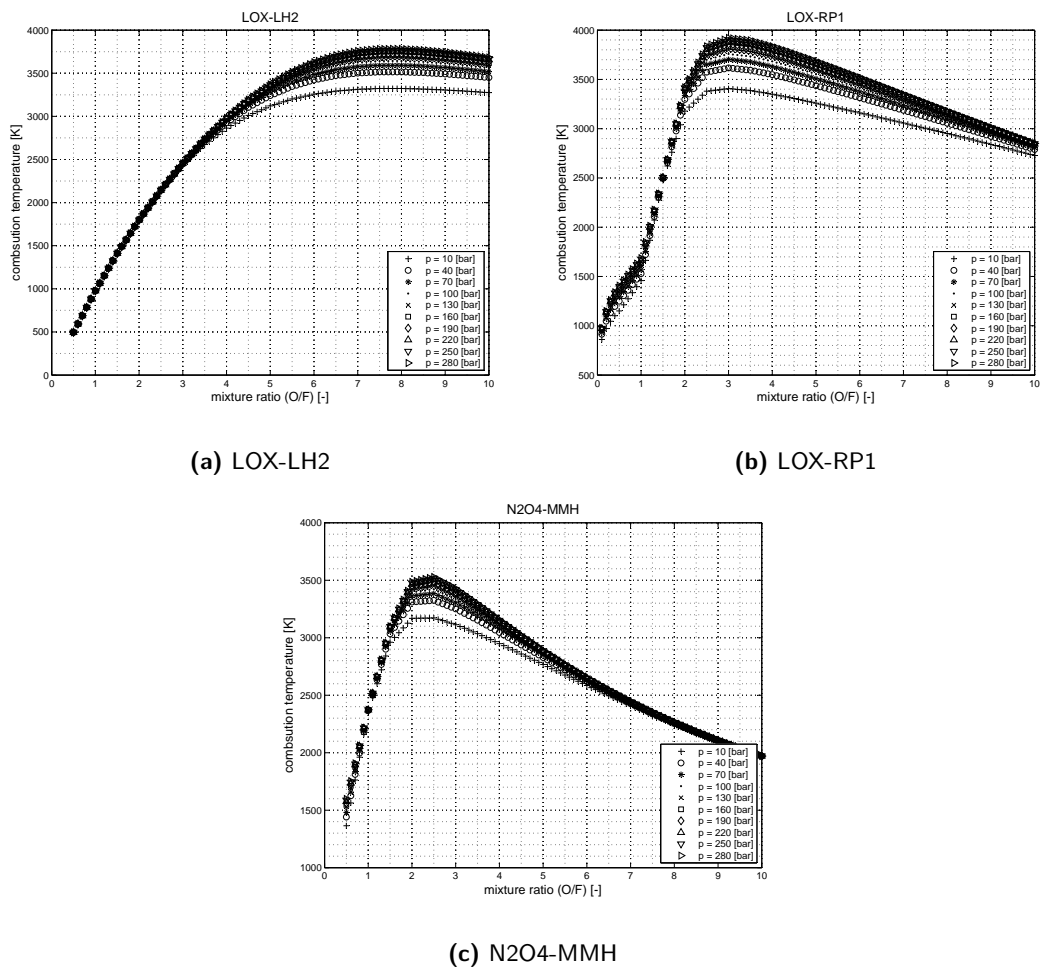 LOX-LH2
4000
3500
3000
2500
2000
1500
1000
500
0
combsution temperature [K]
0 1 2 3 4 5 6 7 8 9 10
mixture ratio (O/F) [-]
p = 10 [bar]
p = 40 [bar]
p = 70 [bar]
p = 100 [bar]
p = 130 [bar]
p = 160 [bar]
p = 190 [bar]
p = 220 [bar]
p = 250 [bar]
p = 280 [bar]
(a) LOX-LH2
LOX-RP1
4000
3500
3000
2500
2000
1500
1000
500
combsution temperature [K]
0 1 2 3 4 5 6 7 8 9 10
mixture ratio (O/F) [-]
p = 10 [bar]
p = 40 [bar]
p = 70 [bar]
p = 100 [bar]
p = 130 [bar]
p = 160 [bar]
p = 190 [bar]
p = 220 [bar]
p = 250 [bar]
p = 280 [bar]
(b) LOX-RP1
N2O4-MMH
4000
3500
3000
2500
2000
1500
1000
combsution temperature [K]
0 1 2 3 4 5 6 7 8 9 10
mixture ratio (O/F) [-]
p = 10 [bar]
p = 40 [bar]
p = 70 [bar]
p = 100 [bar]
p = 130 [bar]
p = 160 [bar]
p = 190 [bar]
p = 220 [bar]
p = 250 [bar]
p = 280 [bar]
(c) N2O4-MMH